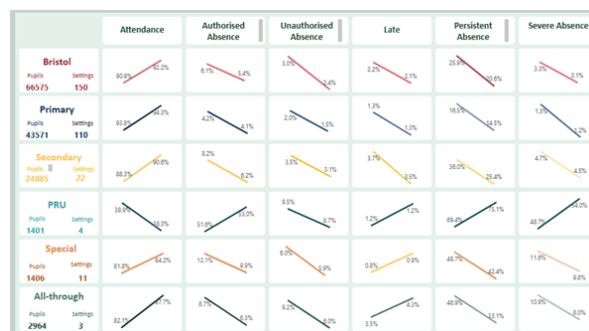 Attendance
Authorised Absence
Unauthorised Absence
Late
Persistent Absence
Severe Absence
Bristol
Pupils Settings
66575 150
90.9% 92.2%
6.1% 5.4%
3.0% 2.4%
2.2% 2.1%
25.9% 20.6%
3.3% 3.1%
Primary
Pupils Settings
43571 110
93.8% 94.3%
4.2% 4.1%
2.0% 1.5%
1.3% 1.3%
16.5% 14.5%
1.3% 1.2%
Secondary
Pupils Settings
24885 22
88.3% 90.6%
8.2% 6.2%
3.5% 3.1%
3.7% 3.5%
36.0% 25.4%
4.7% 4.5%
PRU
Pupils Settings
1401 4
38.9%
51.6% 53.0%
9.5% 8.7%
1.2% 1.2%
69.4% 75.1%
48.7% 54.0%
Special
Pupils Settings
1406 11
81.8% 84.2%
12.1% 9.9%
6.0% 5.9%
0.8% 0.9%
48.7% 42.4%
11.6% 9.8%
All-through
Pupils Settings
2964 3
82.1% 87.7%
8.7% 6.3%
9.2% 6.0%
3.5% 4.3%
48.9% 33.1%
10.9% 8.0%